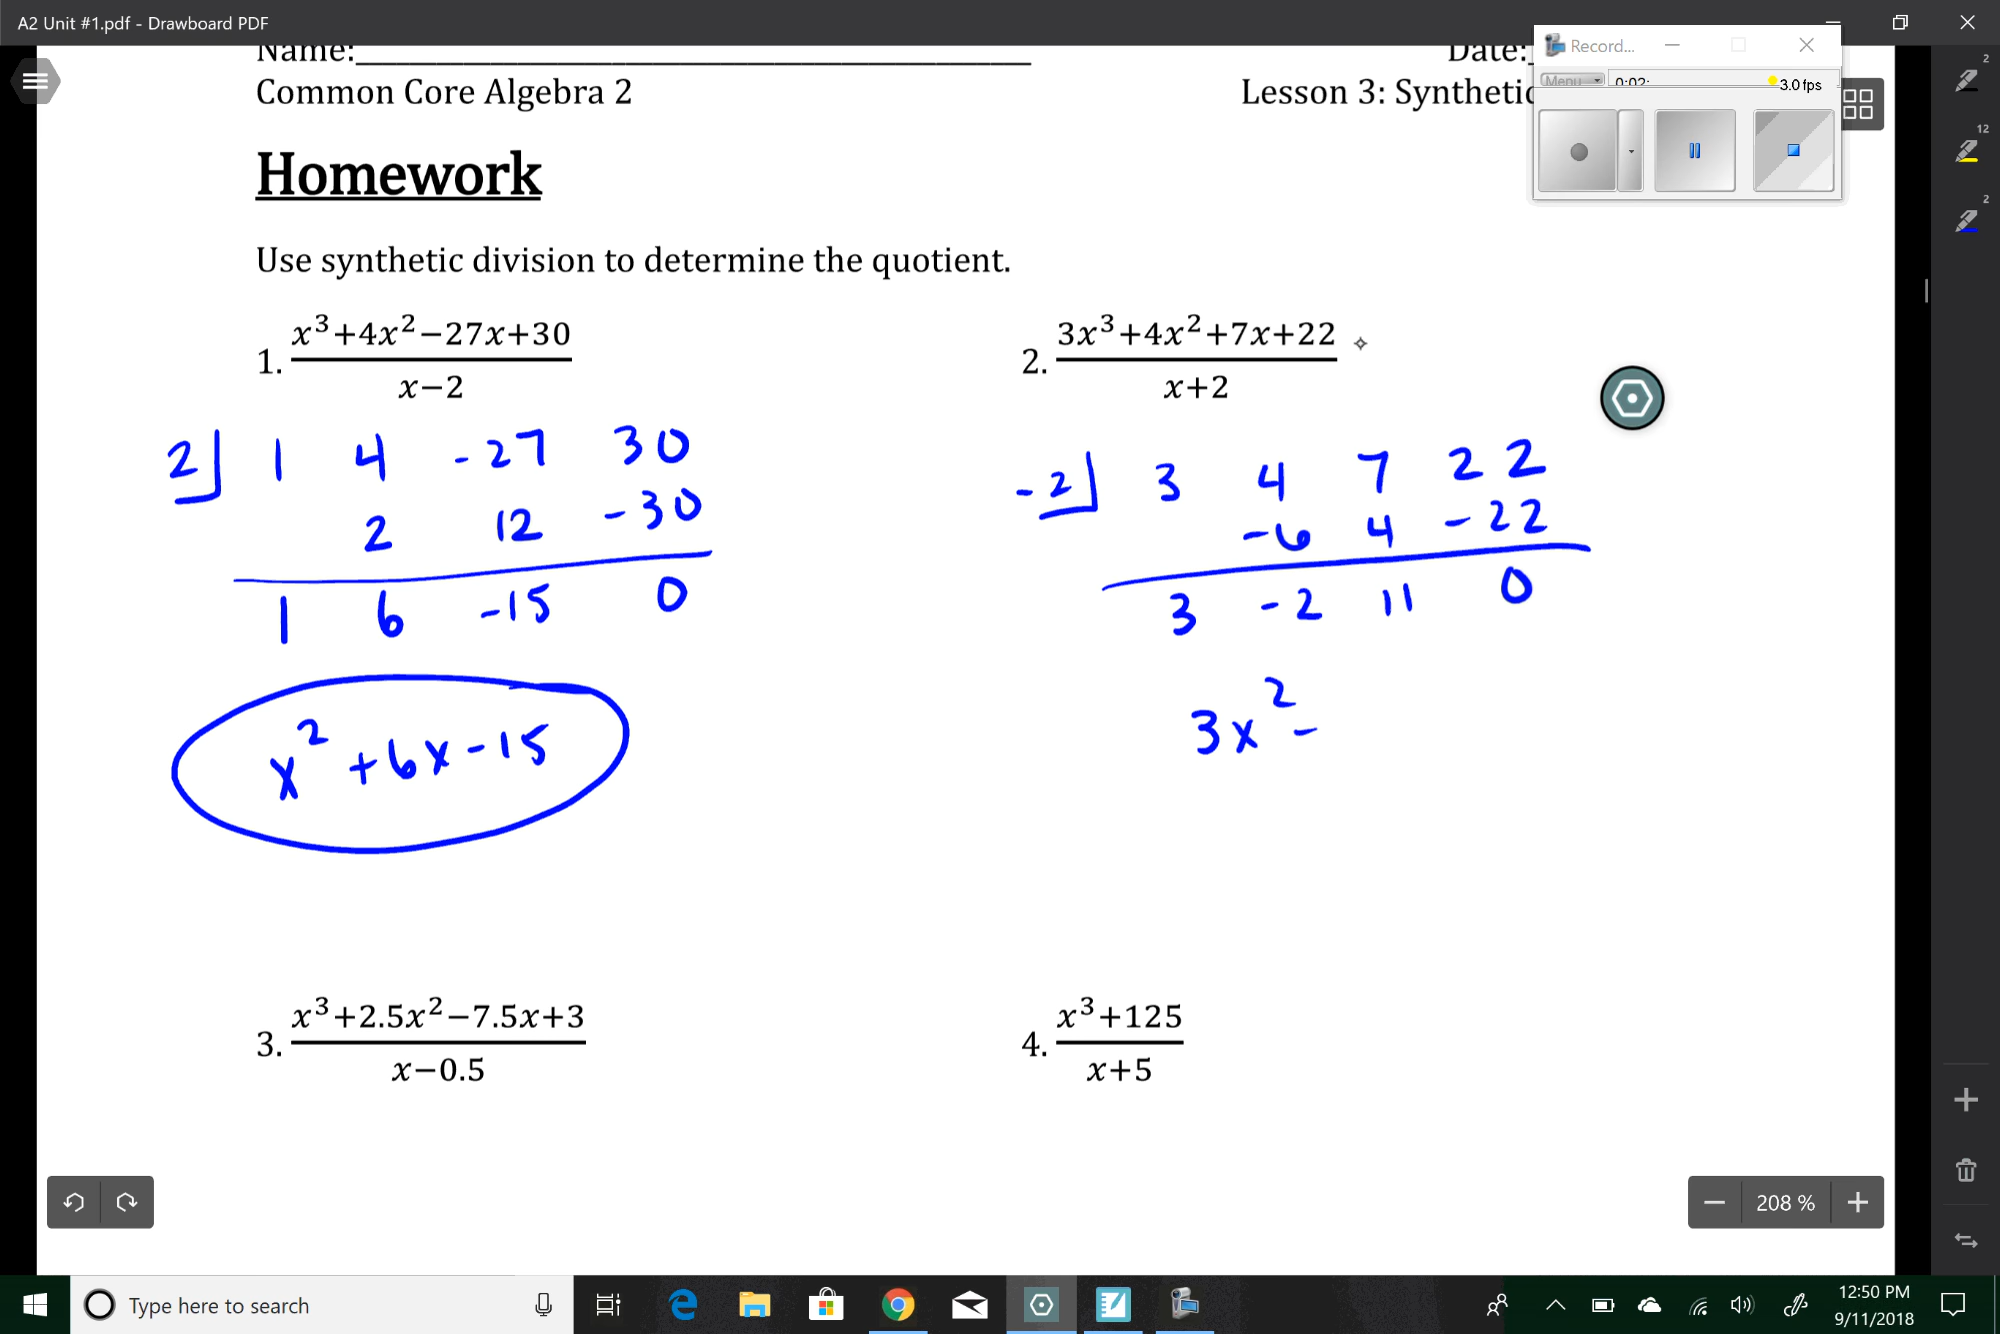 A2 Unit #1.pdf - Drawboard PDF
Record...
0:02:
3.0 fps
Name:
Date:
Common Core Algebra 2
Lesson 3: Synthetic
Homework
Use synthetic division to determine the quotient.
1. (x³+4x²−27x+30)/(x−2)
2. (3x³+4x²+7x+22)/(x+2)
2 | 1 4 -27 30
2 12 -30
1 6 -15 0
x² + 6x - 15
-2 | 3 4 7 22
-6 4 -22
3 -2 11 0
3x² -
3. (x³+2.5x²−7.5x+3)/(x−0.5)
4. (x³+125)/(x+5)
2
12
2
208 %
Type here to search
12:50 PM
9/11/2018